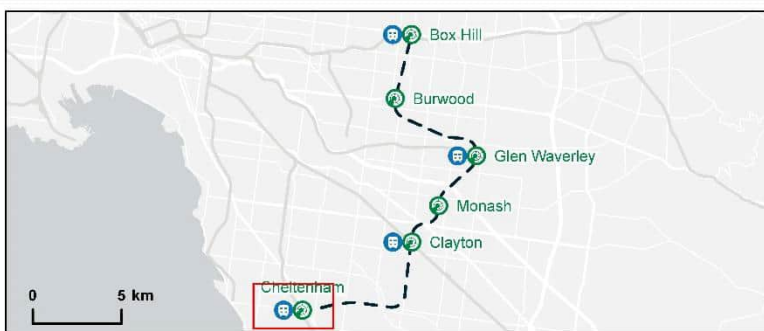 Box Hill
Burwood
Glen Waverley
Monash
Clayton
Cheltenham
0 5 km